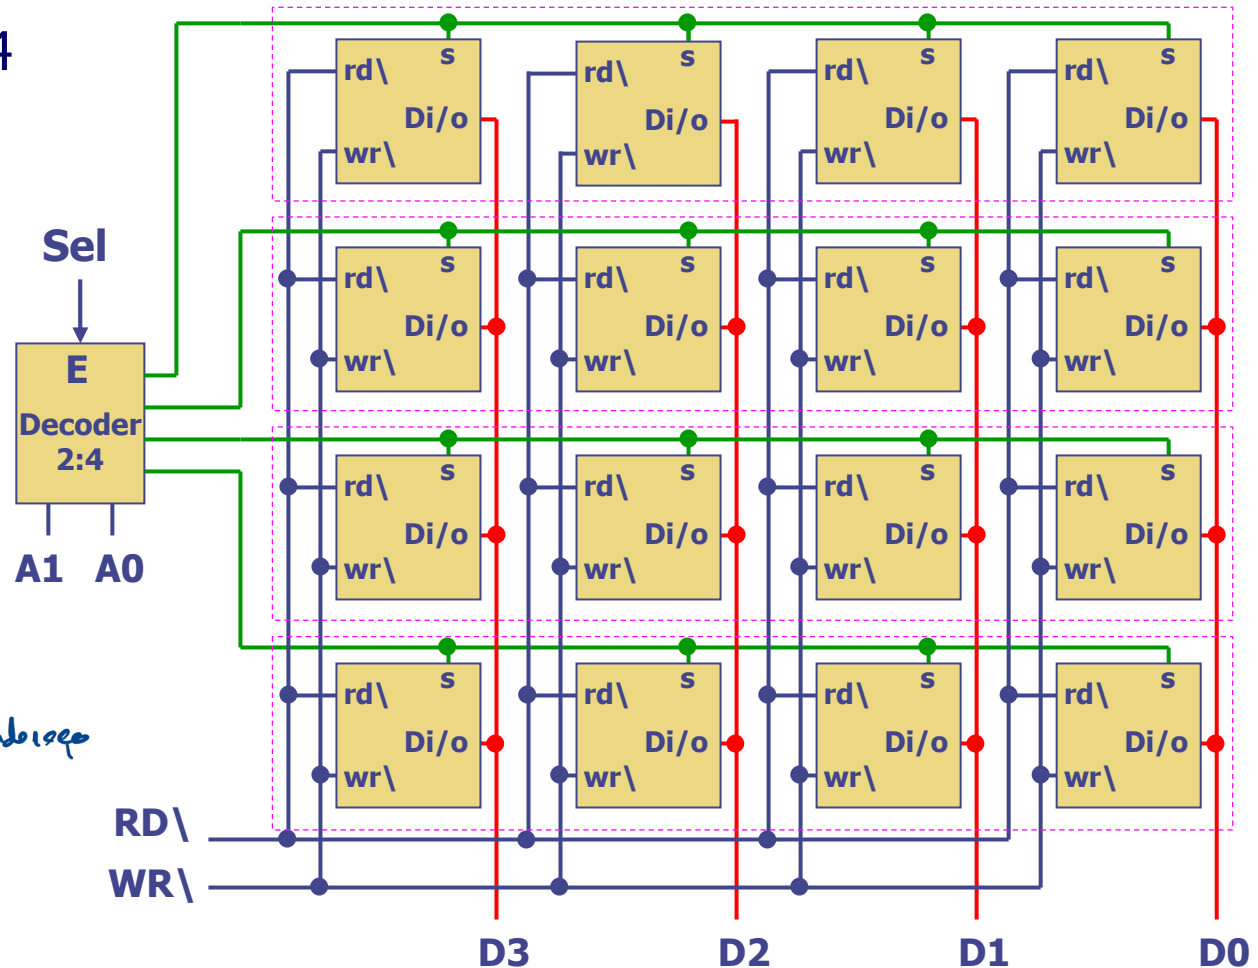 4
s s s s
rd\ rd\ rd\ rd\
Di/o Di/o Di/o Di/o
wr\ wr\ wr\ wr\
Sel
s s s s
rd\ rd\ rd\ rd\
Di/o Di/o Di/o Di/o
wr\ wr\ wr\ wr\
E
Decoder
2:4
A1 A0
s s s s
rd\ rd\ rd\ rd\
Di/o Di/o Di/o Di/o
wr\ wr\ wr\ wr\
s s s s
rd\ rd\ rd\ rd\
Di/o Di/o Di/o Di/o
wr\ wr\ wr\ wr\
RD\
WR\
D3 D2 D1 D0